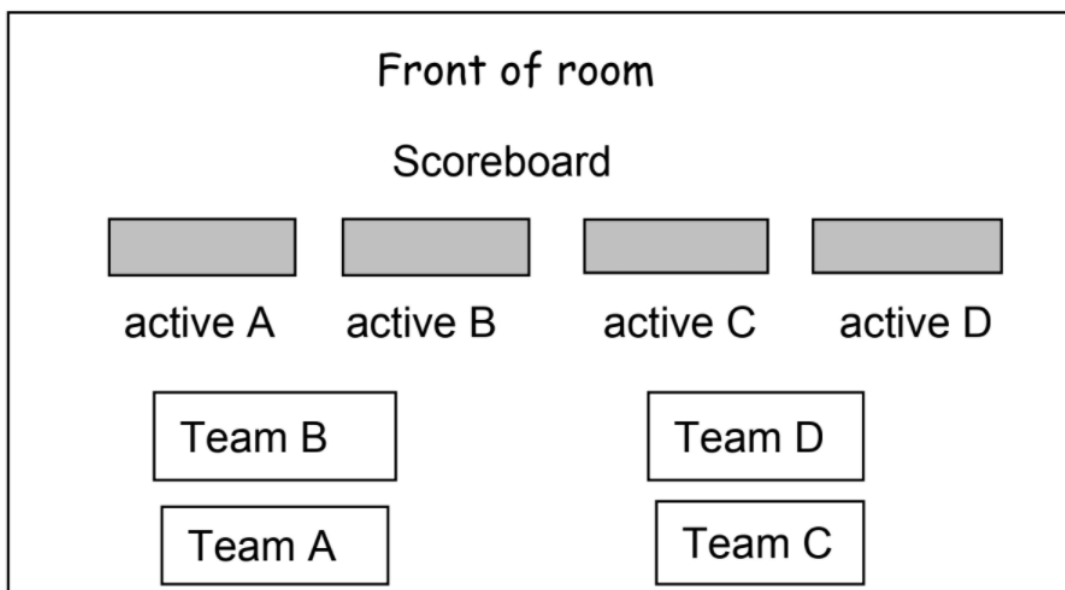 Front of room
Scoreboard
active A active B active C active D
Team B Team D
Team A Team C